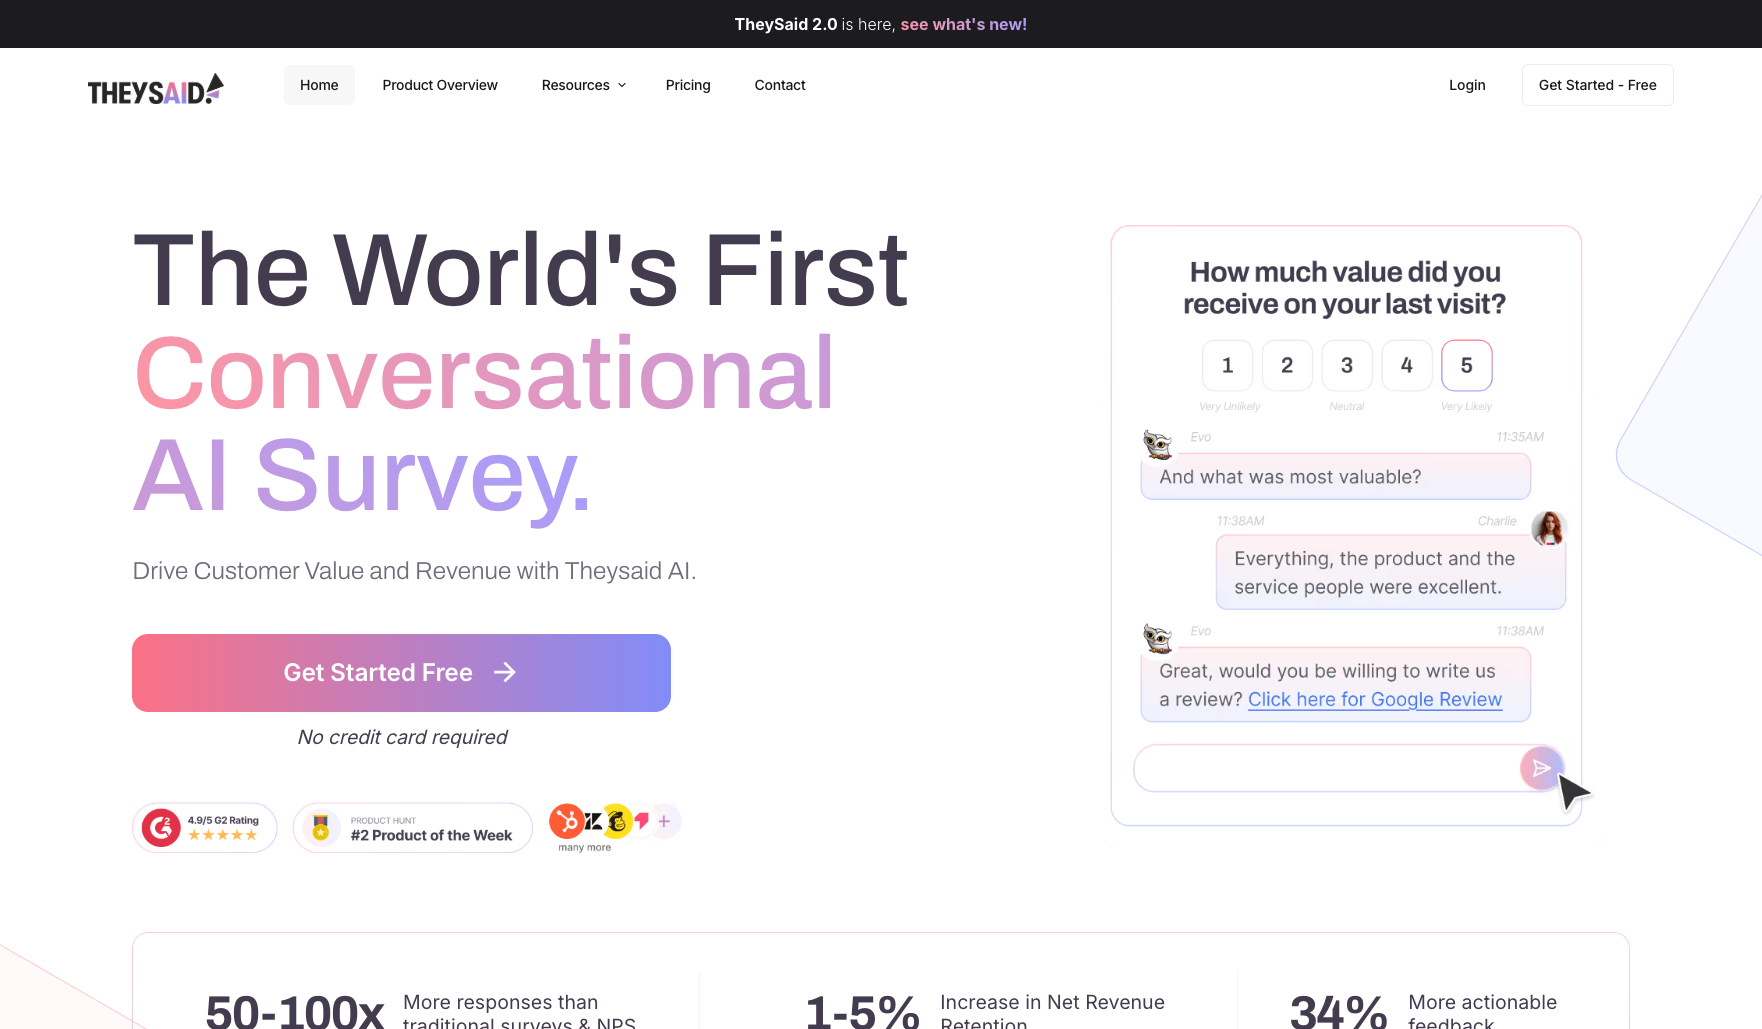 TheySaid 2.0 is here, see what's new!
THEYSAID.
Home
Product Overview
Resources
Pricing
Contact
Login
Get Started - Free
The World's First
Conversational
AI Survey.
Drive Customer Value and Revenue with Theysaid AI.
Get Started Free
No credit card required
4.9/5 G2 Rating
PRODUCT HUNT
#2 Product of the Week
many more
How much value did you
receive on your last visit?
1 2 3 4 5
Very Unlikely Neutral Very Likely
Evo 11:35AM
And what was most valuable?
11:38AM Charlie
Everything, the product and the
service people were excellent.
Evo 11:38AM
Great, would you be willing to write us
a review? Click here for Google Review
50-100x
More responses than
traditional surveys & NPS
1-5%
Increase in Net Revenue
Retention
34%
More actionable
feedback